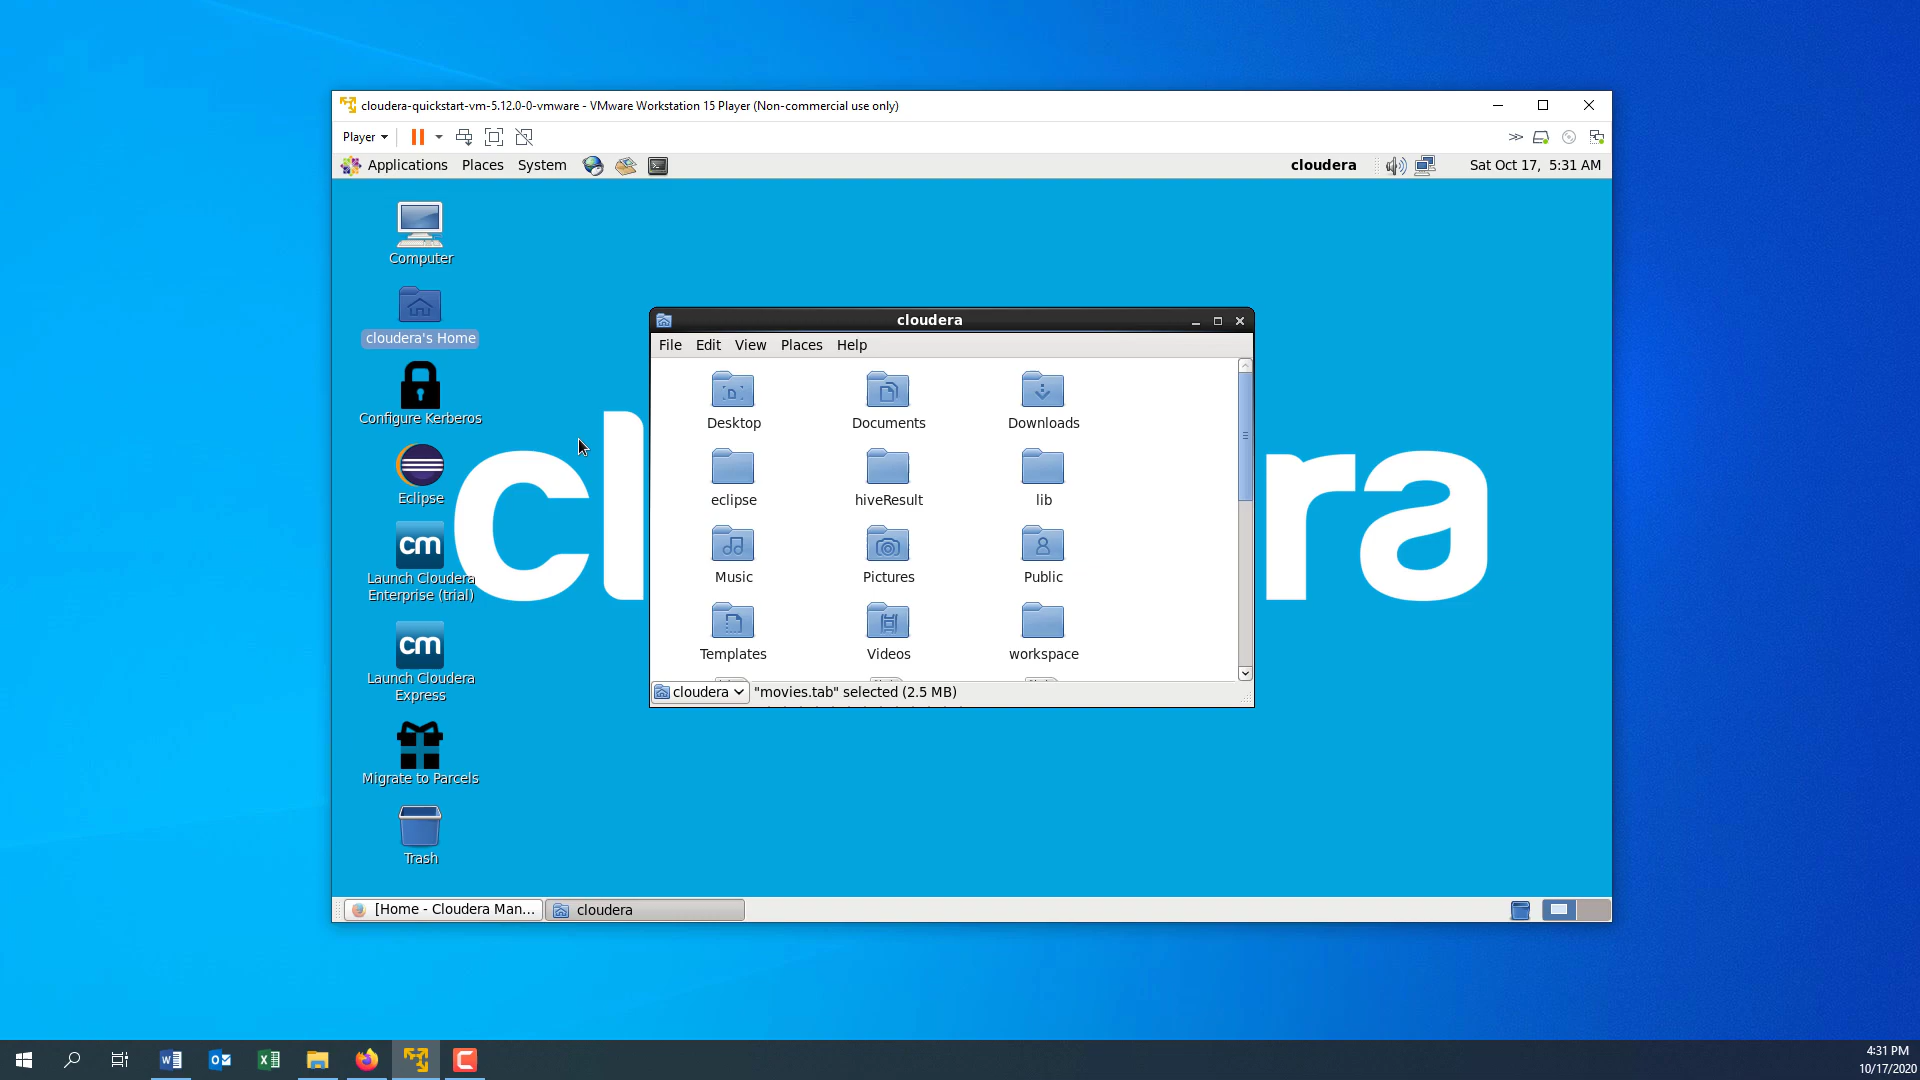 cloudera-quickstart-vm-5.12.0-0-vmware - VMware Workstation 15 Player (Non-commercial use only)
Player
Applications Places System
cloudera
Sat Oct 17, 5:31 AM
Computer
cloudera's Home
Configure Kerberos
Eclipse
cm
Launch Cloudera
Enterprise (trial)
cm
Launch Cloudera
Express
Migrate to Parcels
Trash
cl
ra
cloudera
File Edit View Places Help
Desktop Documents Downloads
eclipse hiveResult lib
Music Pictures Public
Templates Videos workspace
cloudera "movies.tab" selected (2.5 MB)
[Home - Cloudera Man...
cloudera
4:31 PM
10/17/2020